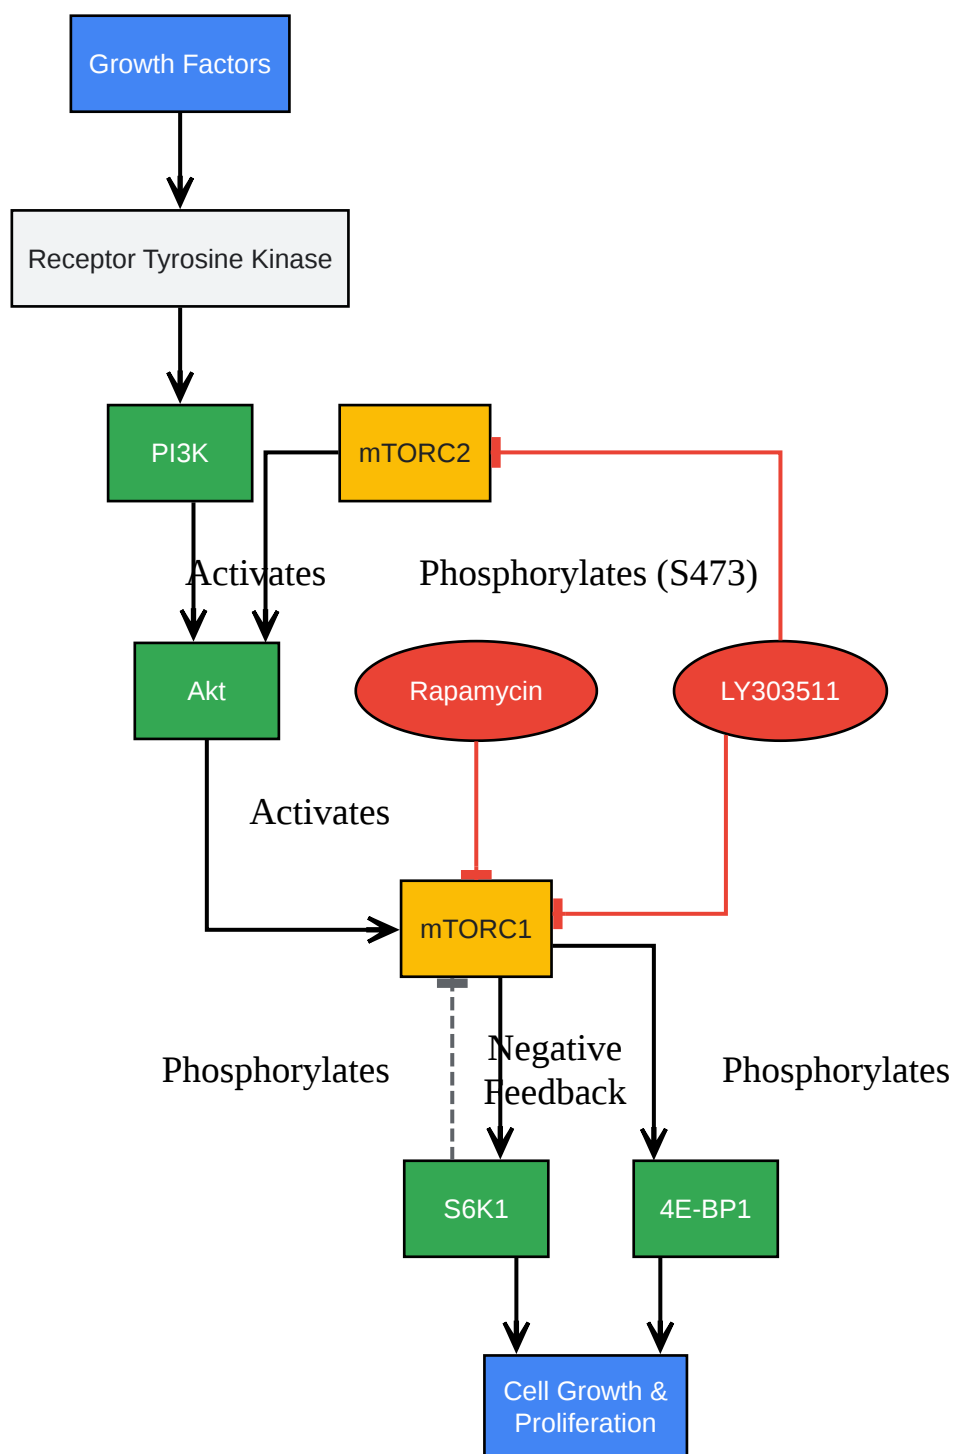 Growth Factors
Receptor Tyrosine Kinase
PI3K
mTORC2
Activates
Phosphorylates (S473)
Akt
Rapamycin
LY303511
Activates
mTORC1
Phosphorylates
Negative
Feedback
Phosphorylates
S6K1
4E-BP1
Cell Growth &
Proliferation